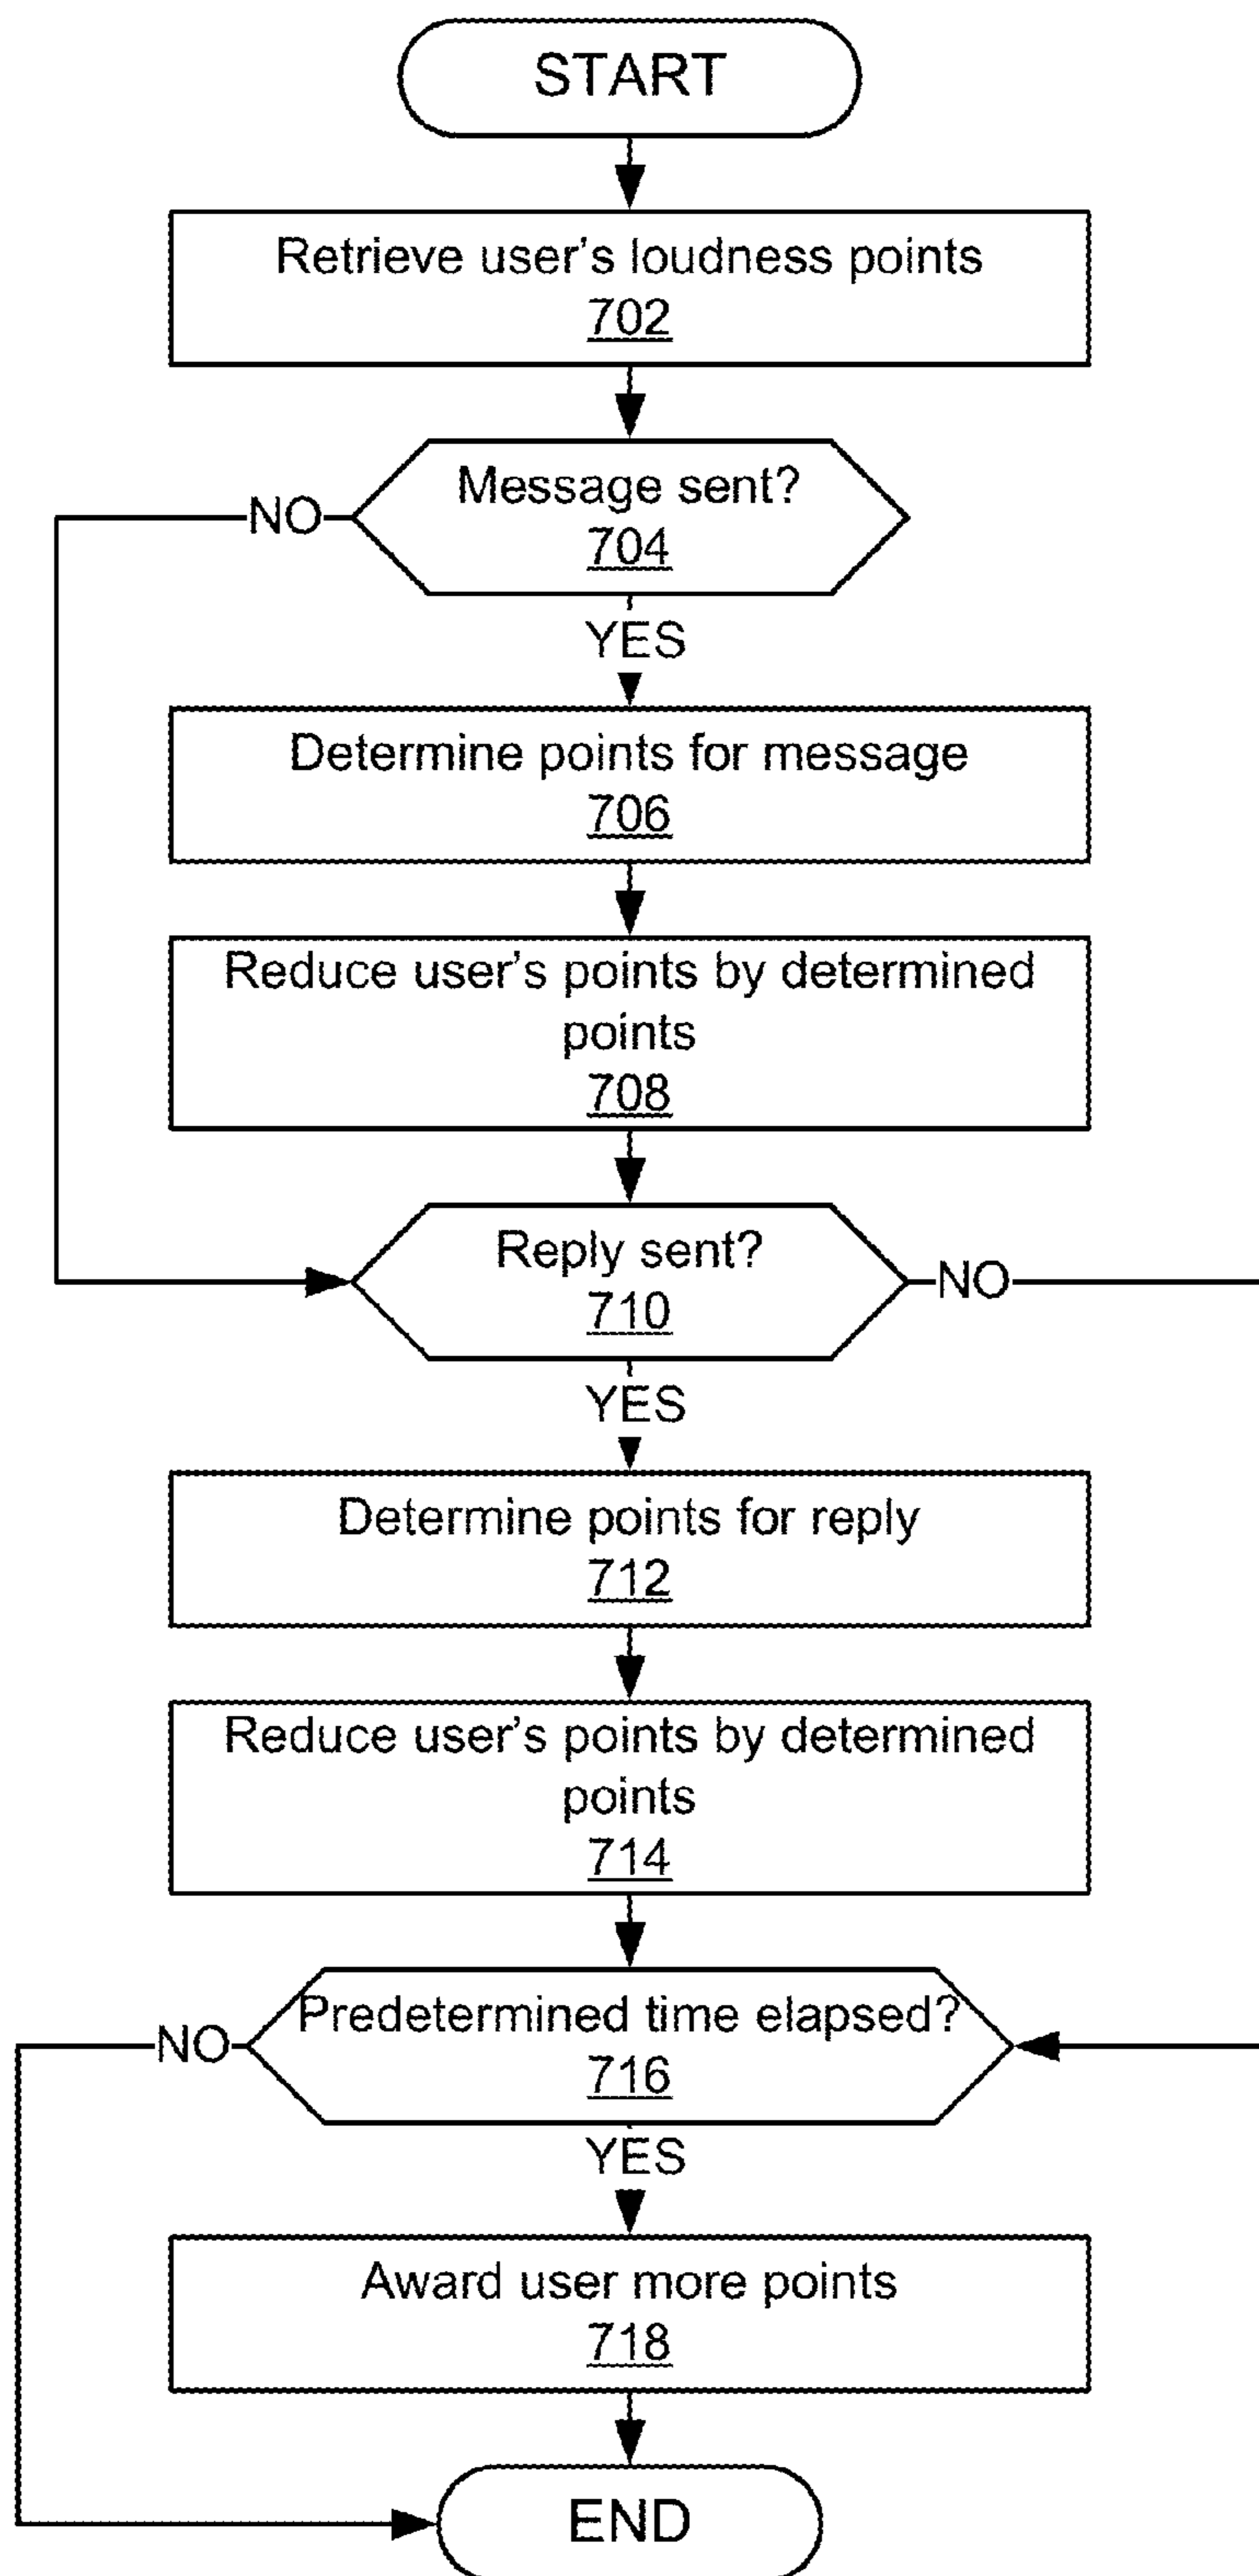 START
Retrieve user's loudness points
702
Message sent?
704
NO
YES
Determine points for message
706
Reduce user's points by determined
points
708
Reply sent?
710
NO
YES
Determine points for reply
712
Reduce user's points by determined
points
714
Predetermined time elapsed?
716
NO
YES
Award user more points
718
END